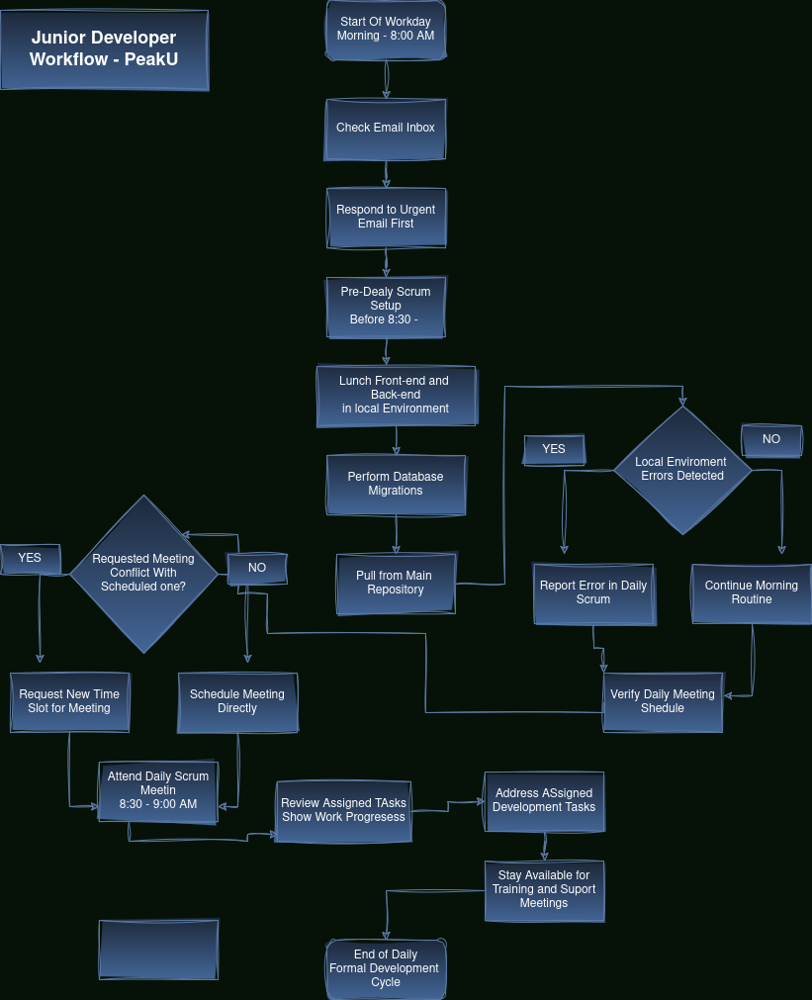 Junior Developer
Workflow - PeakU
Start Of Workday
Morning - 8:00 AM
Check Email Inbox
Respond to Urgent
Email First
Pre-Dealy Scrum
Setup
Before 8:30 -
Lunch Front-end and
Back-end
in local Environment
Perform Database
Migrations
Pull from Main
Repository
Local Enviroment
Errors Detected
YES
NO
Report Error in Daily
Scrum
Continue Morning
Routine
Verify Daily Meeting
Shedule
Requested Meeting
Conflict With
Scheduled one?
YES
NO
Request New Time
Slot for Meeting
Schedule Meeting
Directly
Attend Daily Scrum
Meetin
8:30 - 9:00 AM
Review Assigned TAsks
Show Work Progresess
Address ASsigned
Development Tasks
Stay Available for
Training and Suport
Meetings
End of Daily
Formal Development
Cycle